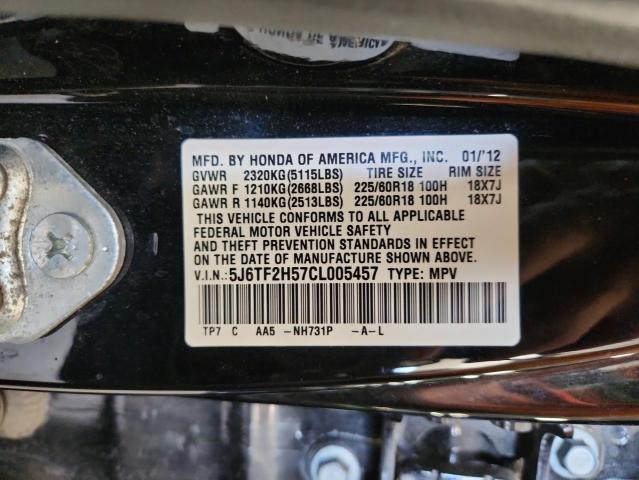 MFD. BY HONDA OF AMERICA MFG., INC. 01/'12
GVWR 2320KG(5115LBS) TIRE SIZE RIM SIZE
GAWR F 1210KG(2668LBS) 225/60R18 100H 18X7J
GAWR R 1140KG(2513LBS) 225/60R18 100H 18X7J
THIS VEHICLE CONFORMS TO ALL APPLICABLE
FEDERAL MOTOR VEHICLE SAFETY
AND THEFT PREVENTION STANDARDS IN EFFECT
ON THE DATE OF MANUFACTURE SHOWN ABOVE.
V.I.N.:5J6TF2H57CL005457 TYPE: MPV
TP7 C AA5 -NH731P -A-L